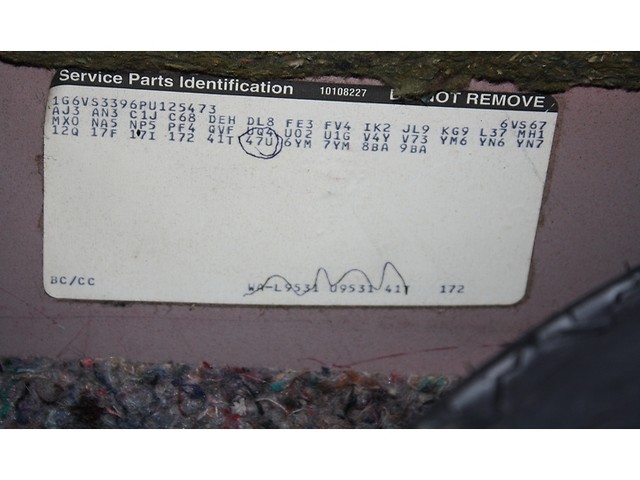 Service Parts Identification 10108227 NOT REMOVE
1G6VS3396PU125473 6VS67
AJ3 AN3 C1J C68 DEH DL8 FE3 FV4 IK2 JL9 KG9 L37 MH1
MX0 NA5 NP5 PF4 QVF UQ4 U02 U1G V4Y V73 YM6 YN6 YN7
12Q 17F 17I 172 41T 47U 6YM 7YM 8BA 9BA
BC/CC WA-L9531 U9531 41T 172